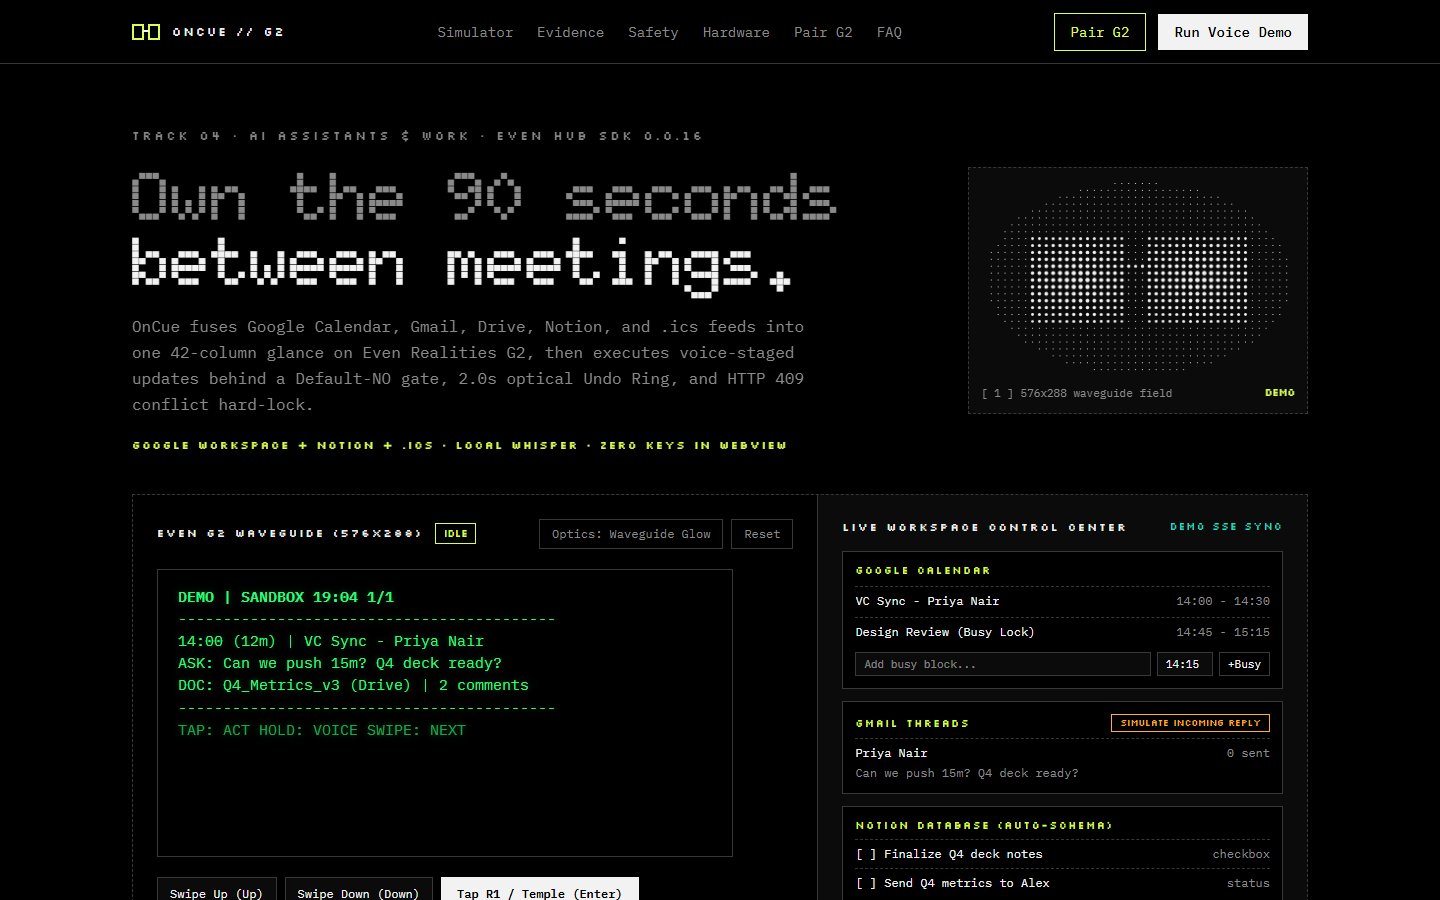 ONCUE // G2
Simulator Evidence Safety Hardware Pair G2 FAQ
Pair G2
Run Voice Demo
TRACK 04 · AI ASSISTANTS & WORK · EVEN HUB SDK 0.0.16
Own the 90 seconds
between meetings.
OnCue fuses Google Calendar, Gmail, Drive, Notion, and .ics feeds into
one 42-column glance on Even Realities G2, then executes voice-staged
updates behind a Default-NO gate, 2.0s optical Undo Ring, and HTTP 409
conflict hard-lock.
GOOGLE WORKSPACE + NOTION + .ICS · LOCAL WHISPER · ZERO KEYS IN WEBVIEW
[ 1 ] 576x288 waveguide field
DEMO
EVEN G2 WAVEGUIDE (576X288)
IDLE
Optics: Waveguide Glow
Reset
DEMO | SANDBOX 19:04 1/1
------------------------------------------
14:00 (12m) | VC Sync - Priya Nair
ASK: Can we push 15m? Q4 deck ready?
DOC: Q4_Metrics_v3 (Drive) | 2 comments
------------------------------------------
TAP: ACT HOLD: VOICE SWIPE: NEXT
Swipe Up (Up)
Swipe Down (Down)
Tap R1 / Temple (Enter)
LIVE WORKSPACE CONTROL CENTER
DEMO SSE SYNC
GOOGLE CALENDAR
VC Sync - Priya Nair 14:00 - 14:30
Design Review (Busy Lock) 14:45 - 15:15
Add busy block...
14:15
+Busy
GMAIL THREADS
SIMULATE INCOMING REPLY
Priya Nair 0 sent
Can we push 15m? Q4 deck ready?
NOTION DATABASE (AUTO-SCHEMA)
[ ] Finalize Q4 deck notes checkbox
[ ] Send Q4 metrics to Alex status